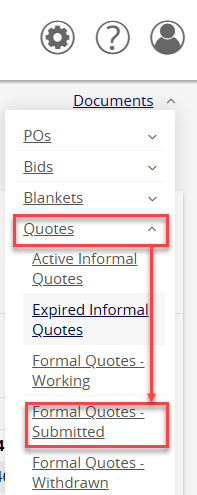 Documents
POs
Bids
Blankets
Quotes
Active Informal
Quotes
Expired Informal
Quotes
Formal Quotes -
Working
Formal Quotes -
Submitted
Formal Quotes -
Withdrawn